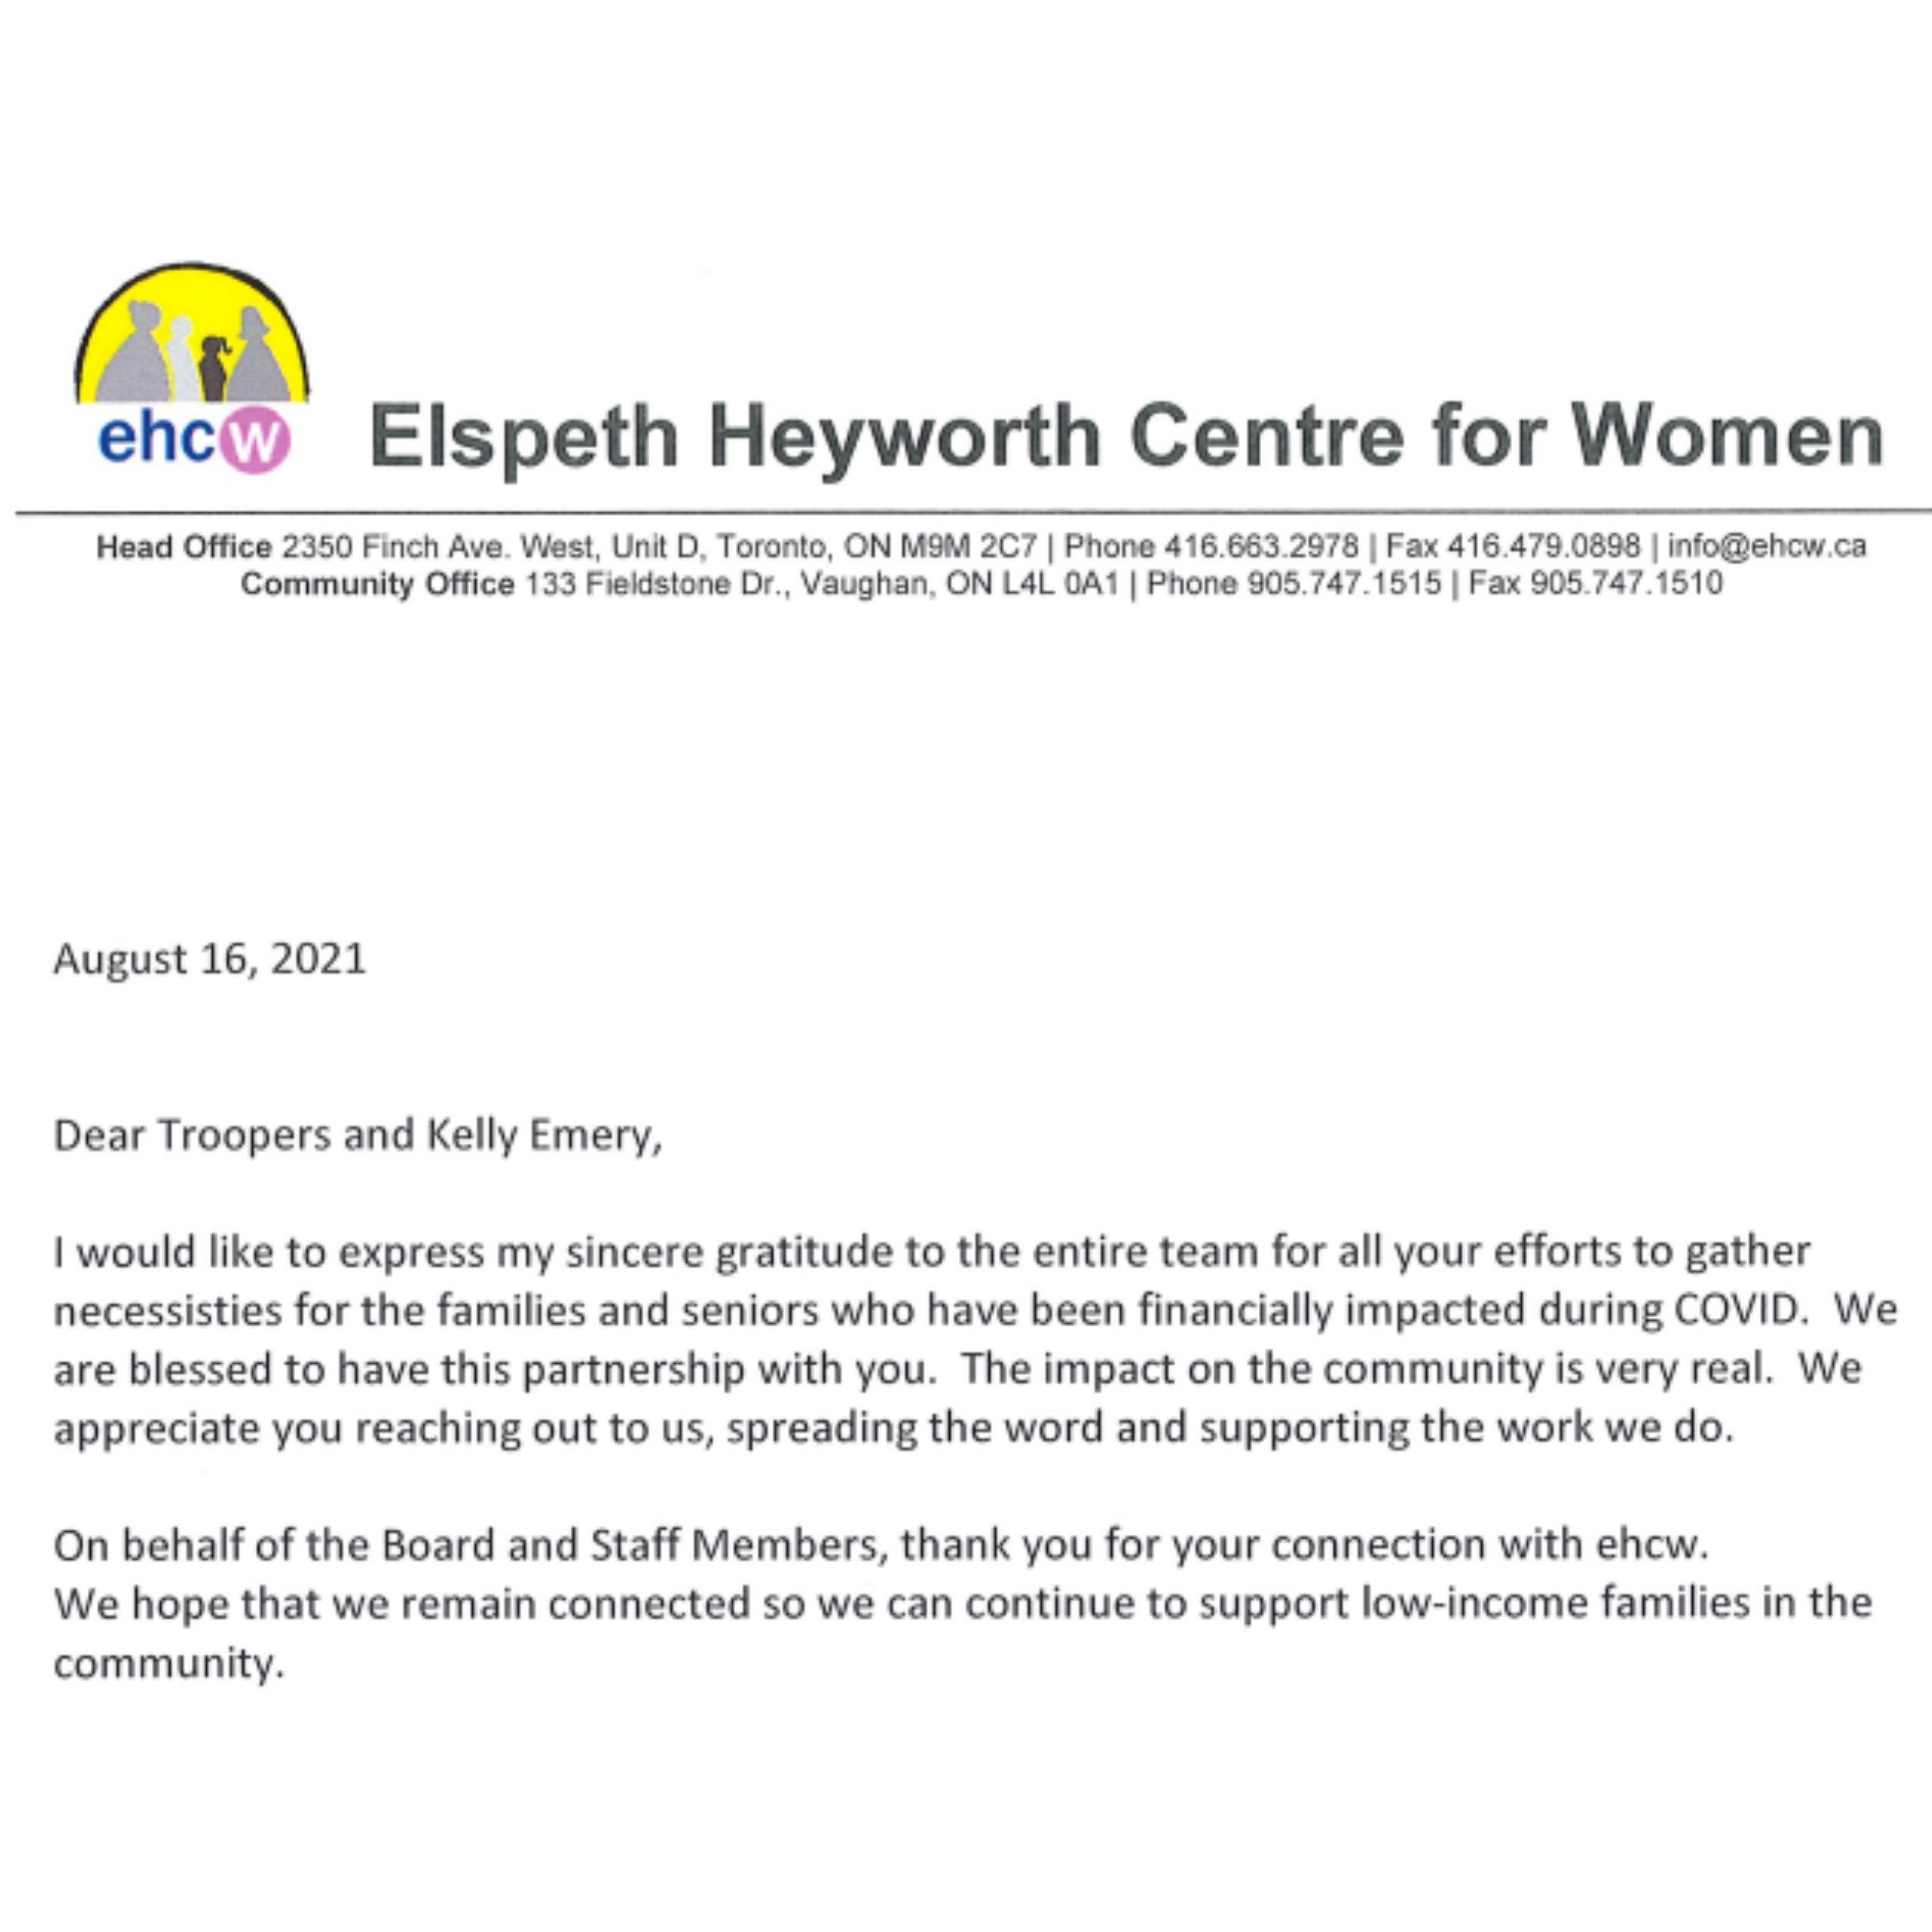 ehcw
Elspeth Heyworth Centre for Women
Head Office 2350 Finch Ave. West, Unit D, Toronto, ON M9M 2C7 | Phone 416.663.2978 | Fax 416.479.0898 | info@ehcw.ca
Community Office 133 Fieldstone Dr., Vaughan, ON L4L 0A1 | Phone 905.747.1515 | Fax 905.747.1510
August 16, 2021
Dear Troopers and Kelly Emery,
I would like to express my sincere gratitude to the entire team for all your efforts to gather
necessisties for the families and seniors who have been financially impacted during COVID.  We
are blessed to have this partnership with you.  The impact on the community is very real.  We
appreciate you reaching out to us, spreading the word and supporting the work we do.
On behalf of the Board and Staff Members, thank you for your connection with ehcw.
We hope that we remain connected so we can continue to support low-income families in the
community.